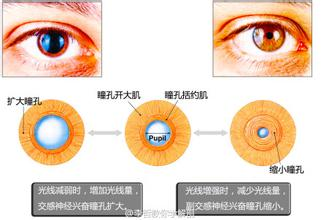 扩大瞳孔
瞳孔开大肌
瞳孔括约肌
Pupil
缩小瞳孔
光线减弱时，增加光线量，
交感神经兴奋瞳孔扩大。
光线增强时，减少光线量，
副交感神经兴奋瞳孔缩小。